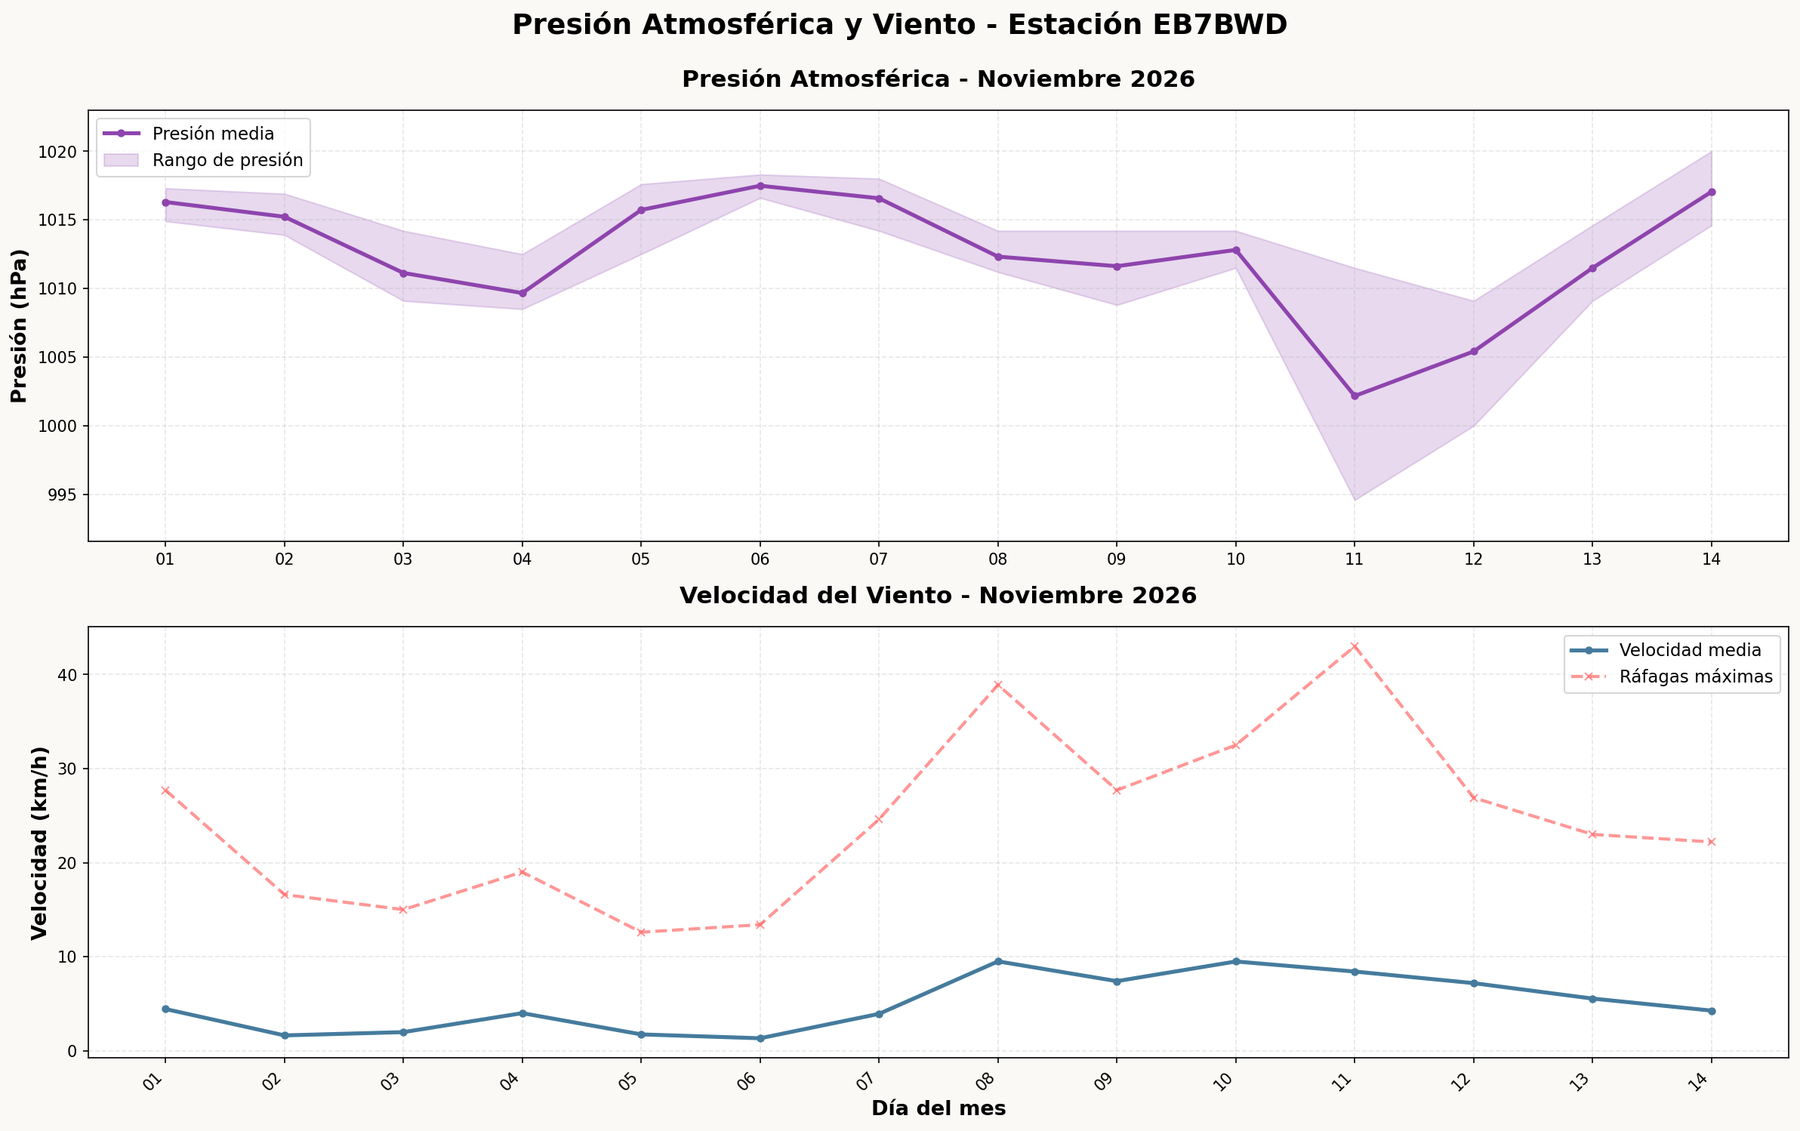 Presión Atmosférica y Viento - Estación EB7BWD
Presión Atmosférica - Noviembre 2026
Presión media
Rango de presión
Presión (hPa)
1020
1015
1010
1005
1000
995
01 02 03 04 05 06 07 08 09 10 11 12 13 14
Velocidad del Viento - Noviembre 2026
Velocidad media
Ráfagas máximas
Velocidad (km/h)
40
30
20
10
0
01 02 03 04 05 06 07 08 09 10 11 12 13 14
Día del mes